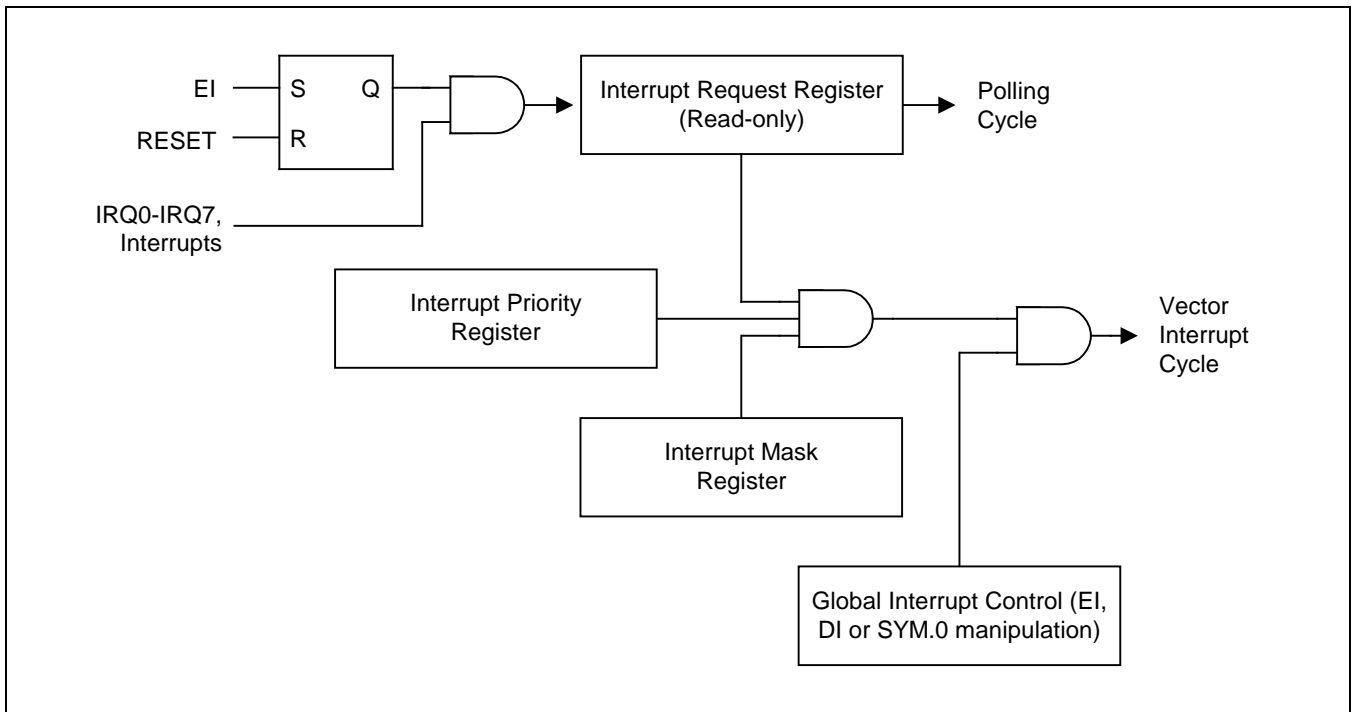 EI
S
Q
RESET
R
IRQ0-IRQ7,
Interrupts
Interrupt Request Register
(Read-only)
Polling
Cycle
Interrupt Priority
Register
Vector
Interrupt
Cycle
Interrupt Mask
Register
Global Interrupt Control (EI,
DI or SYM.0 manipulation)